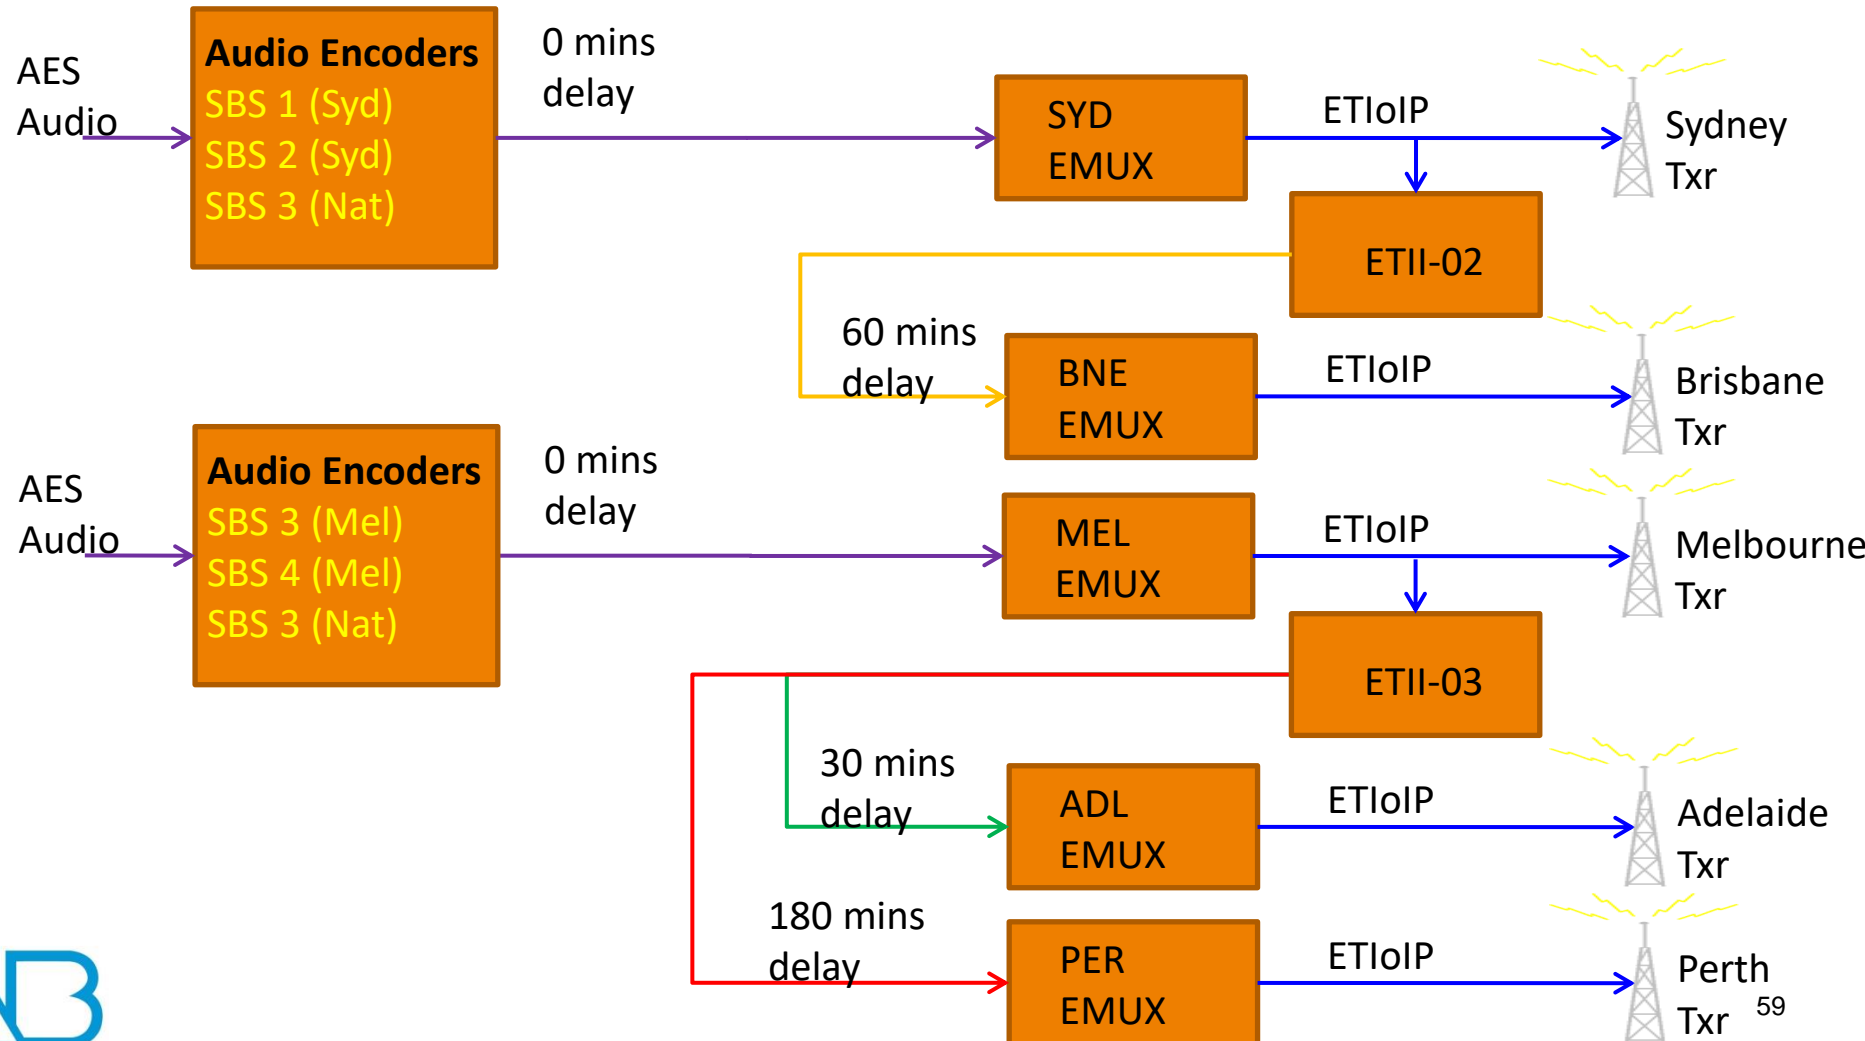 AES
Audio
Audio Encoders
SBS 1 (Syd)
SBS 2 (Syd)
SBS 3 (Nat)
0 mins
delay
SYD
EMUX
ETIoIP
Sydney
Txr
ETII-02
60 mins
delay
BNE
EMUX
ETIoIP
Brisbane
Txr
AES
Audio
Audio Encoders
SBS 3 (Mel)
SBS 4 (Mel)
SBS 3 (Nat)
0 mins
delay
MEL
EMUX
ETIoIP
Melbourne
Txr
ETII-03
30 mins
delay
ADL
EMUX
ETIoIP
Adelaide
Txr
180 mins
delay
PER
EMUX
ETIoIP
Perth
Txr
59